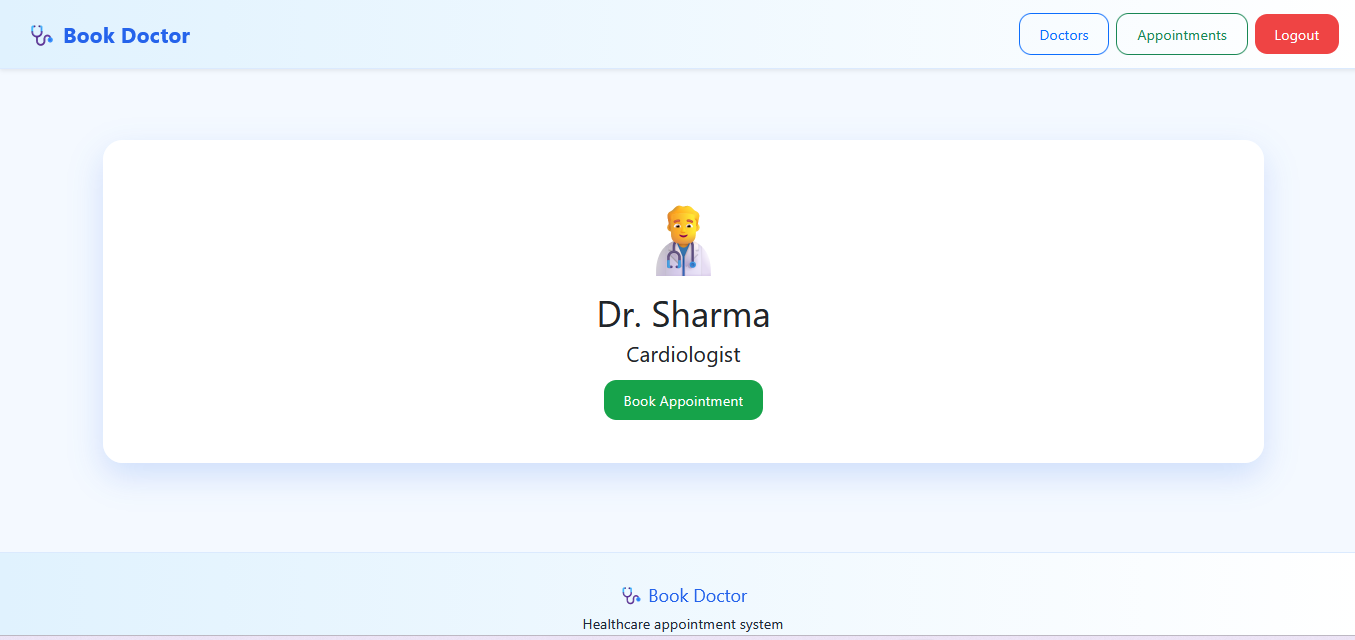 Book Doctor
Doctors
Appointments
Logout
Dr. Sharma
Cardiologist
Book Appointment
Book Doctor
Healthcare appointment system